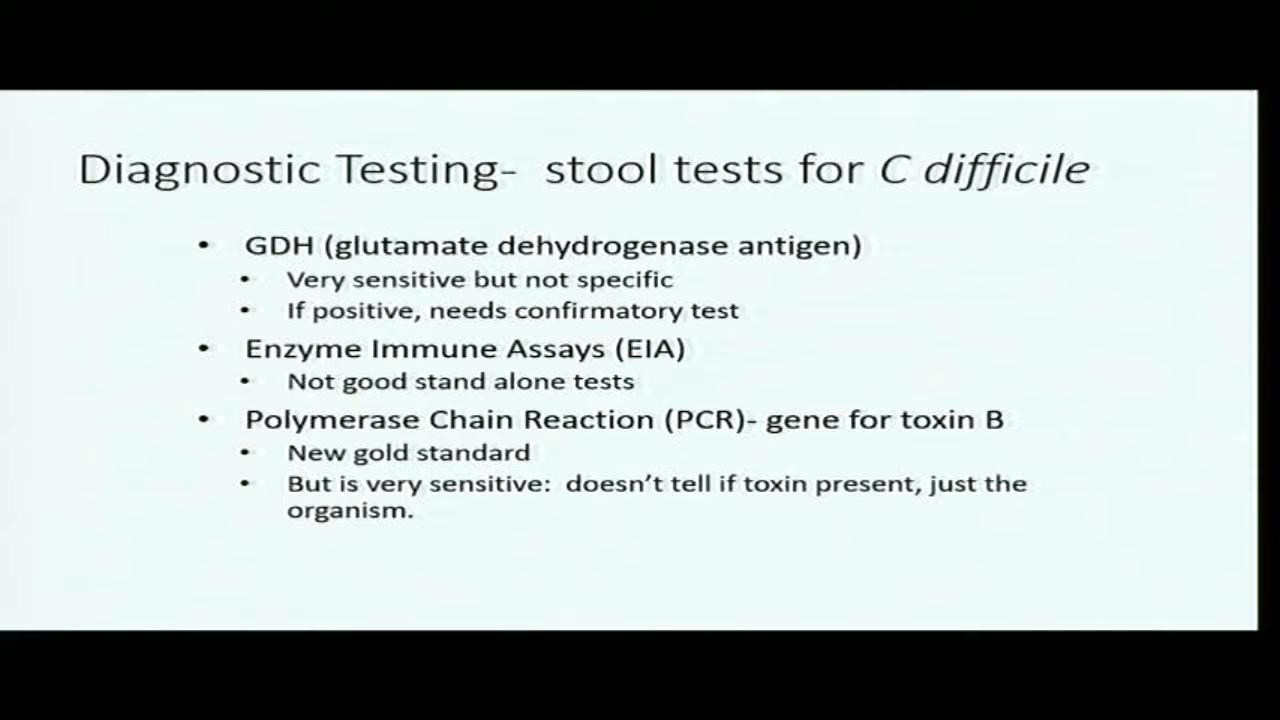 Diagnostic Testing-  stool tests for C difficile
• GDH (glutamate dehydrogenase antigen)
• Very sensitive but not specific
• If positive, needs confirmatory test
• Enzyme Immune Assays (EIA)
• Not good stand alone tests
• Polymerase Chain Reaction (PCR)- gene for toxin B
• New gold standard
• But is very sensitive:  doesn’t tell if toxin present, just the
organism.